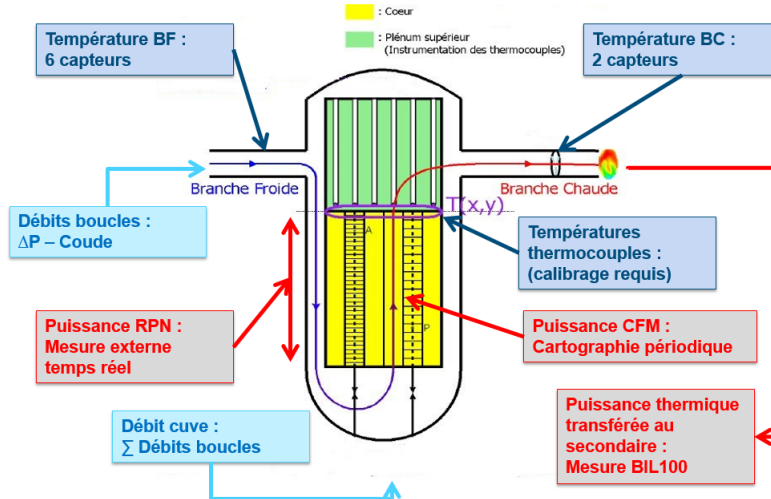 : Coeur
: Plénum supérieur
(Instrumentation des thermocouples)
Température BF :
6 capteurs
Température BC :
2 capteurs
Branche Froide
Branche Chaude
T(x,y)
Débits boucles :
ΔP – Coude
Températures
thermocouples :
(calibrage requis)
A
P
Puissance RPN :
Mesure externe
temps réel
Puissance CFM :
Cartographie périodique
Débit cuve :
∑ Débits boucles
Puissance thermique
transférée au
secondaire :
Mesure BIL100